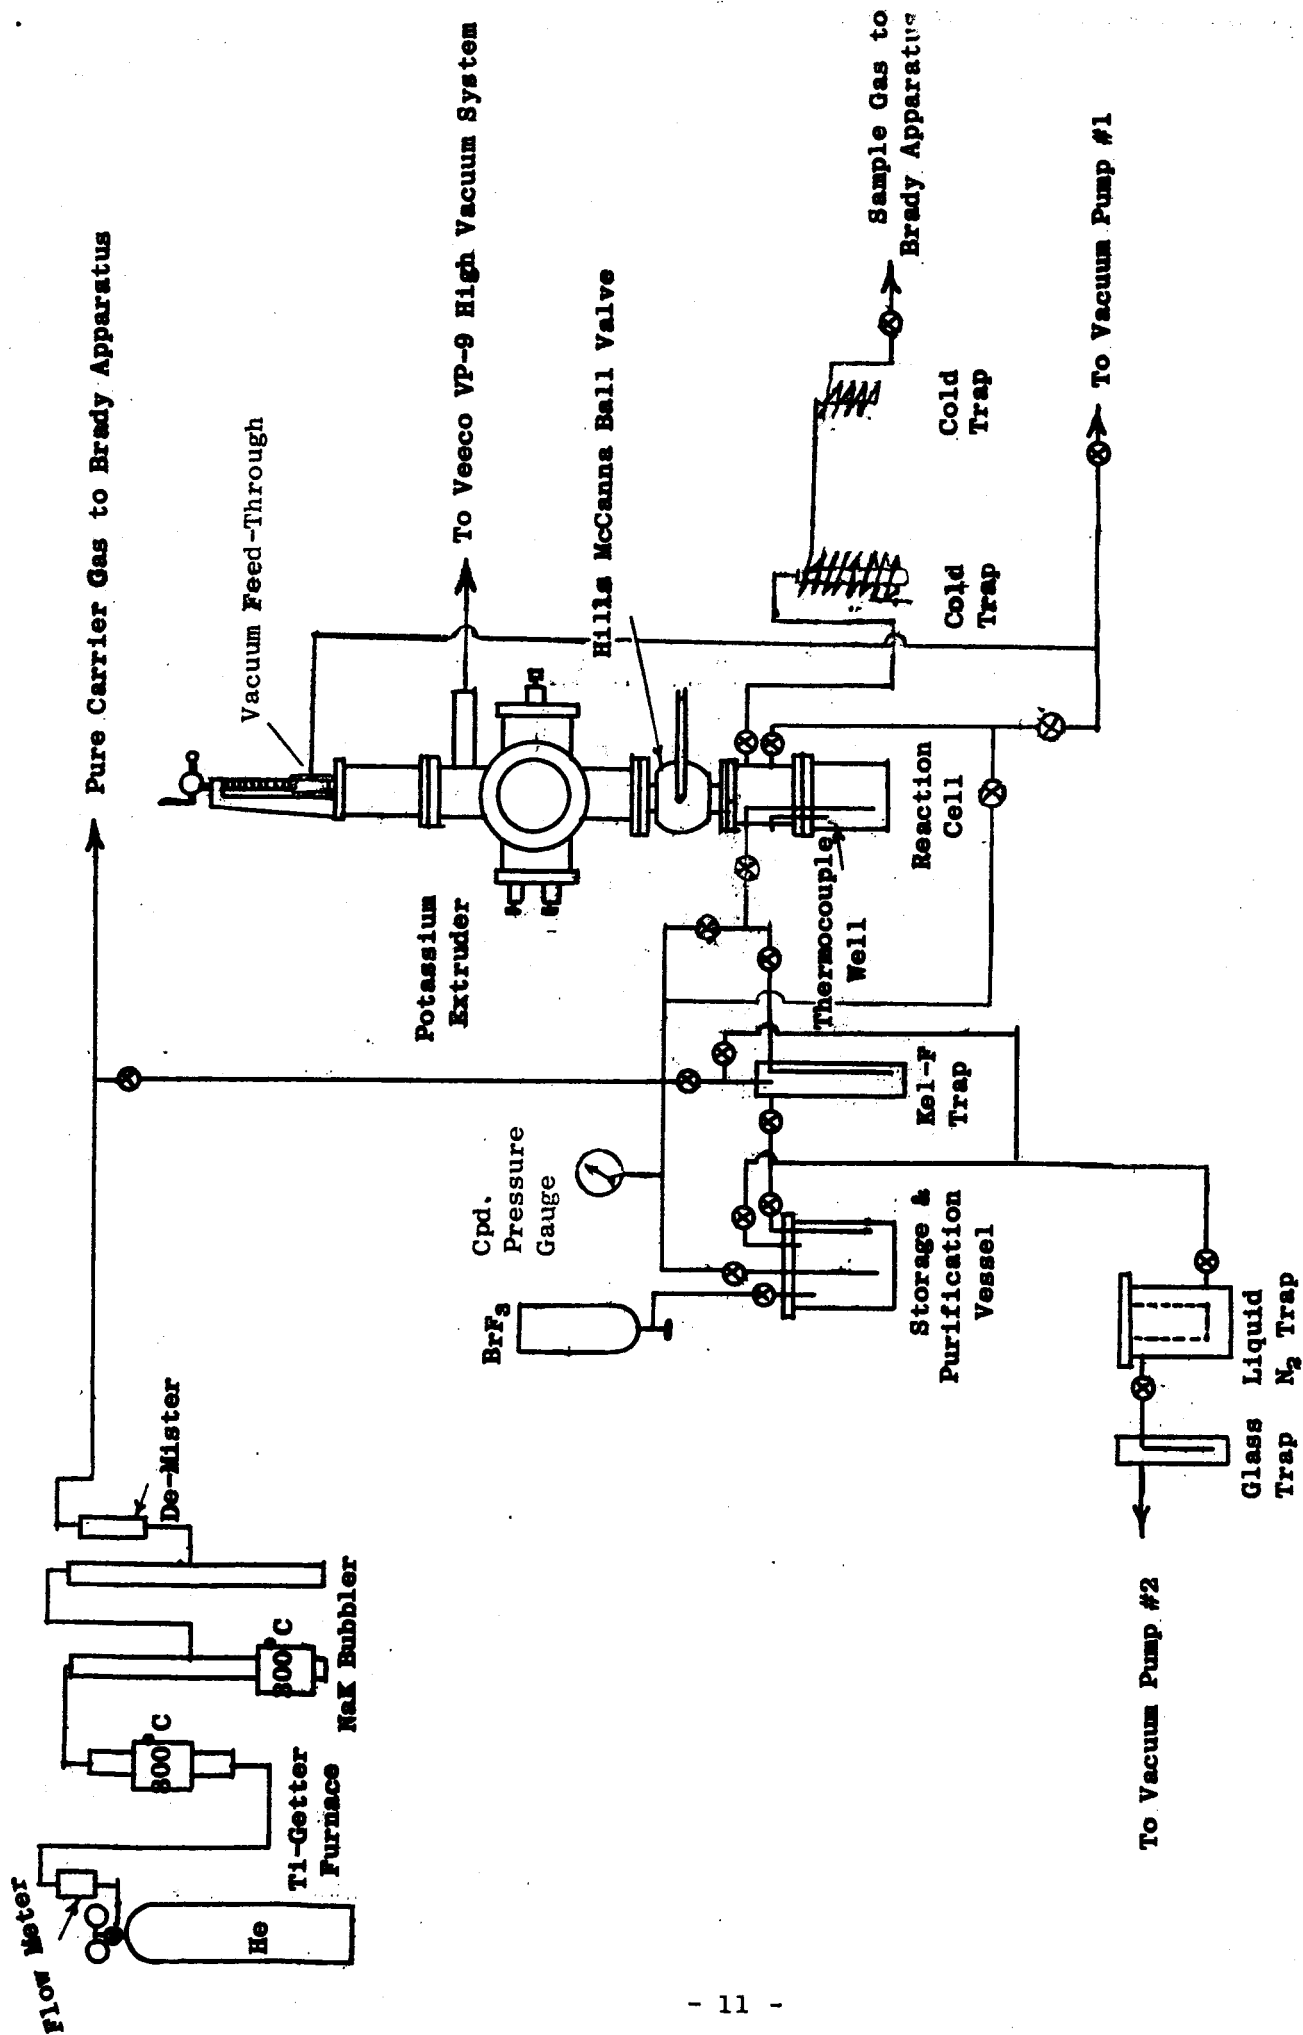 Flow Meter
He
Ti-Getter
Furnace
800°C
800°C
NaK Bubbler
De-Mister
Pure Carrier Gas to Brady Apparatus
BrF3
Cpd.
Pressure
Gauge
Vacuum Feed-Through
Potassium
Extruder
To Veeco VP-9 High Vacuum System
Hills McCanna Ball Valve
Storage &
Purification
Vessel
Kel-F
Trap
Thermocouple
Well
Reaction
Cell
Cold
Trap
Cold
Trap
Sample Gas to
Brady Apparatus
To Vacuum Pump #1
Glass
Trap
Liquid
N2 Trap
To Vacuum Pump #2
- 11 -